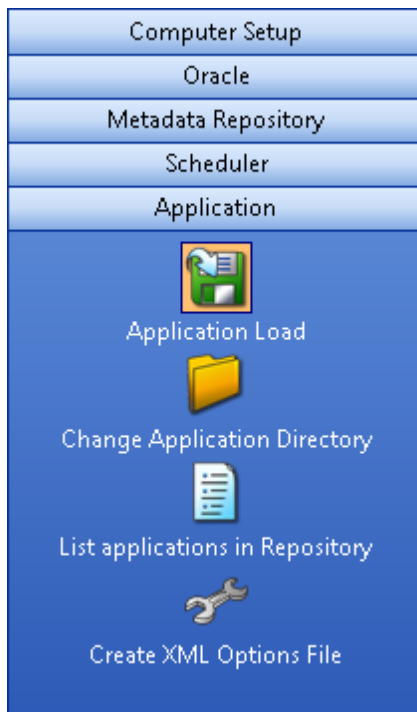 Computer Setup
Oracle
Metadata Repository
Scheduler
Application
Application Load
Change Application Directory
List applications in Repository
Create XML Options File